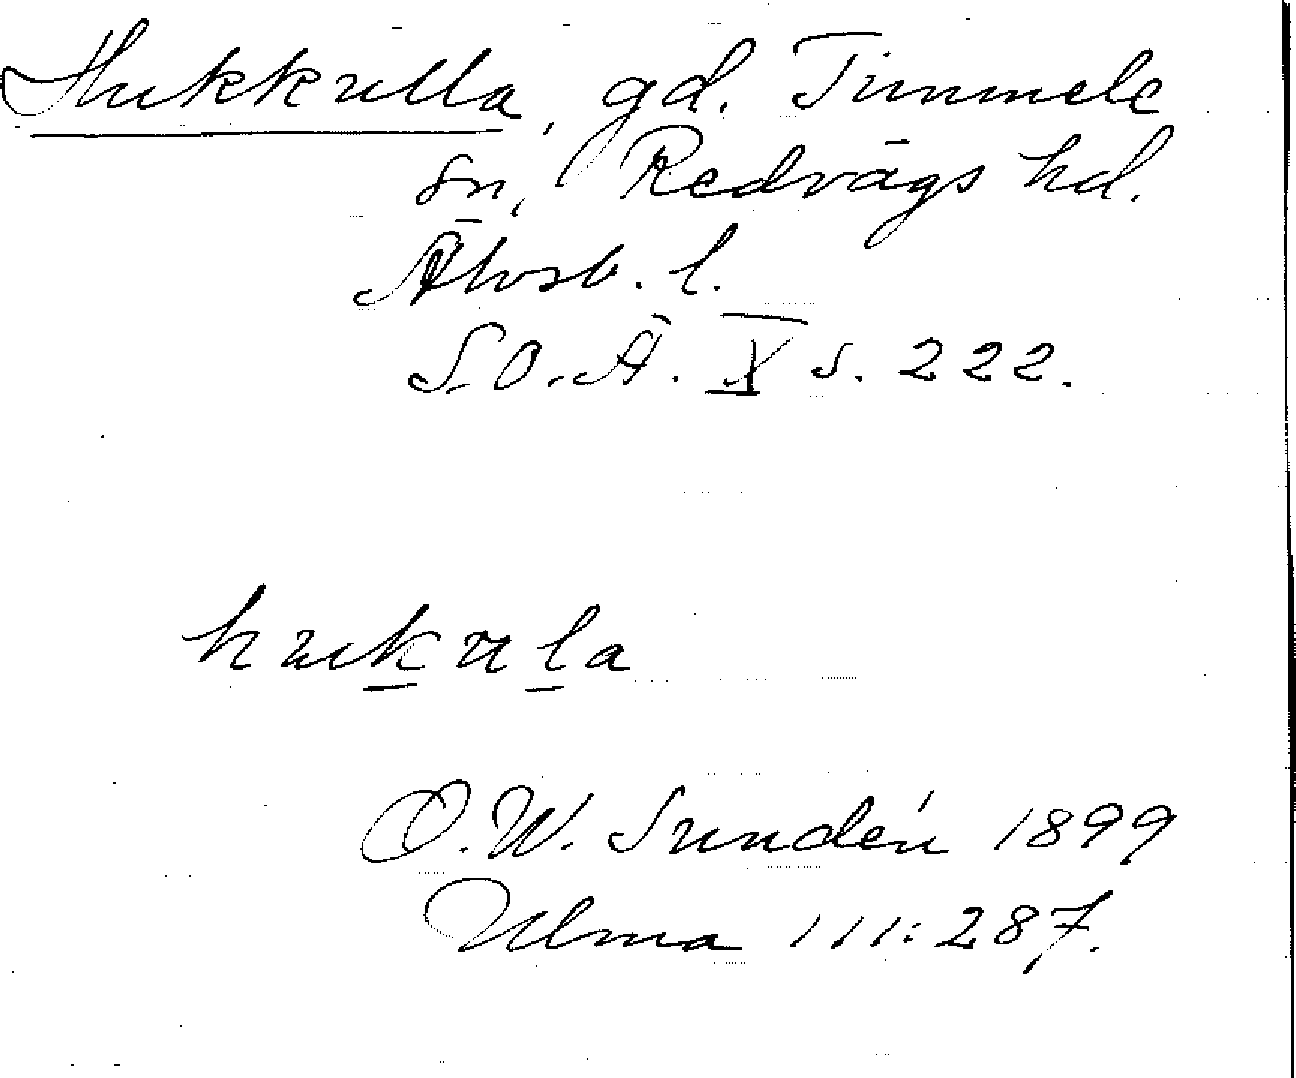 Hukkulla, gd. Timmele
sn, Redvägs hd.
Älvsb. l.
S.O.Ä. X s. 222.
hukula
O.W. Sundén 1899
Ulma 111:287.